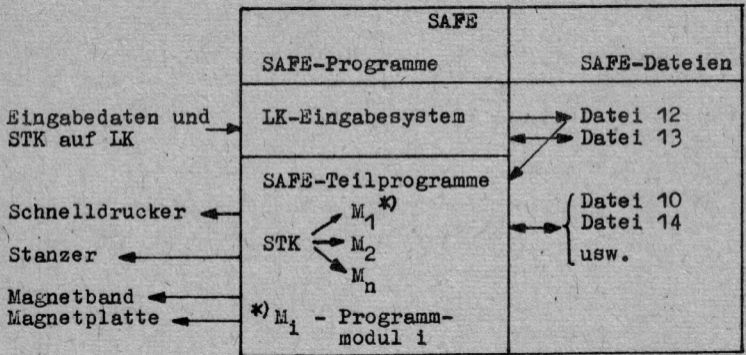 SAFE
SAFE-Programme
SAFE-Dateien
Eingabedaten und
STK auf LK
LK-Eingabesystem
Datei 12
Datei 13
SAFE-Teilprogramme
Schnelldrucker
Stanzer
Magnetband
Magnetplatte
STK
M1 *)
M2
Mn
*) Mi - Programm-
modul i
Datei 10
Datei 14
usw.